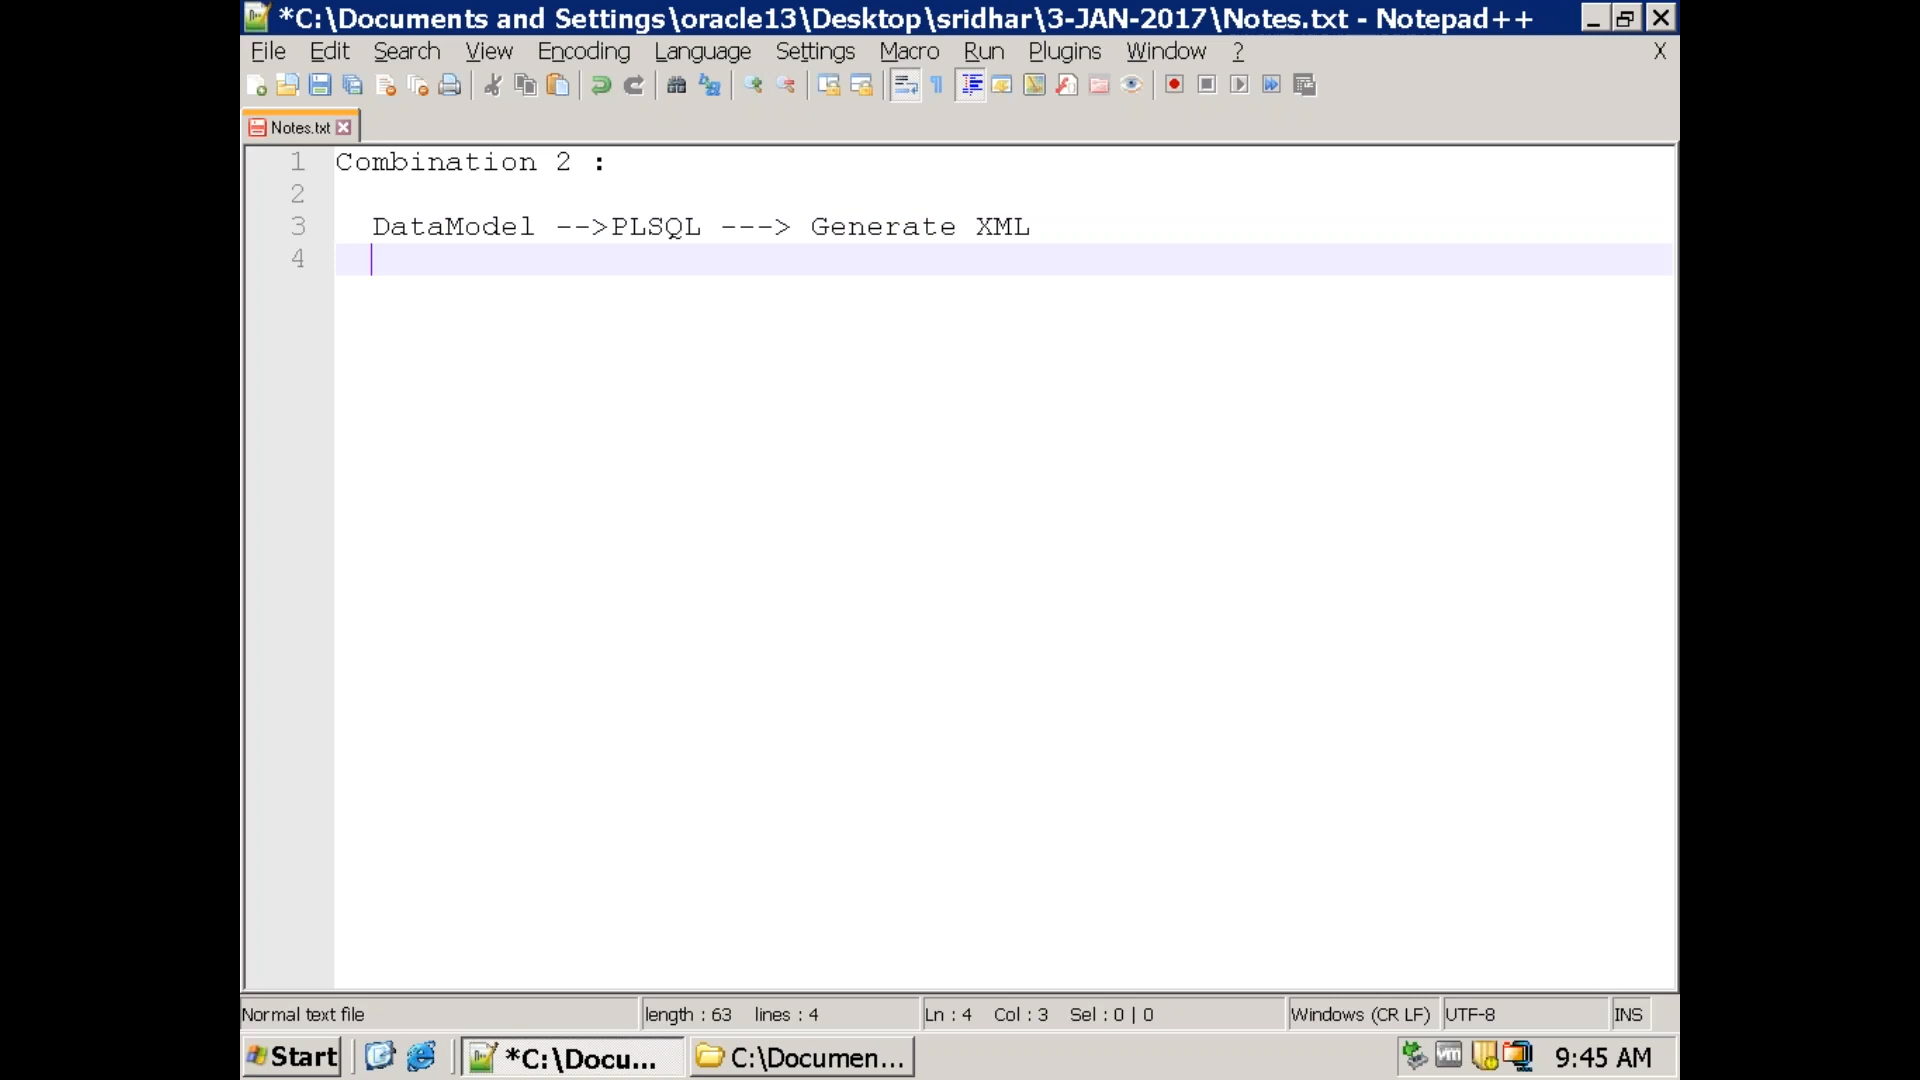 *C:\Documents and Settings\oracle13\Desktop\sridhar\3-JAN-2017\Notes.txt - Notepad++
File Edit Search View Encoding Language Settings Macro Run Plugins Window ? X
Notes.txt
1 Combination 2 :
2
3 DataModel -->PLSQL ---> Generate XML
4
Normal text file length : 63 lines : 4 Ln : 4 Col : 3 Sel : 0 | 0 Windows (CR LF) UTF-8 INS
Start *C:\Docu... C:\Documen... vm 9:45 AM